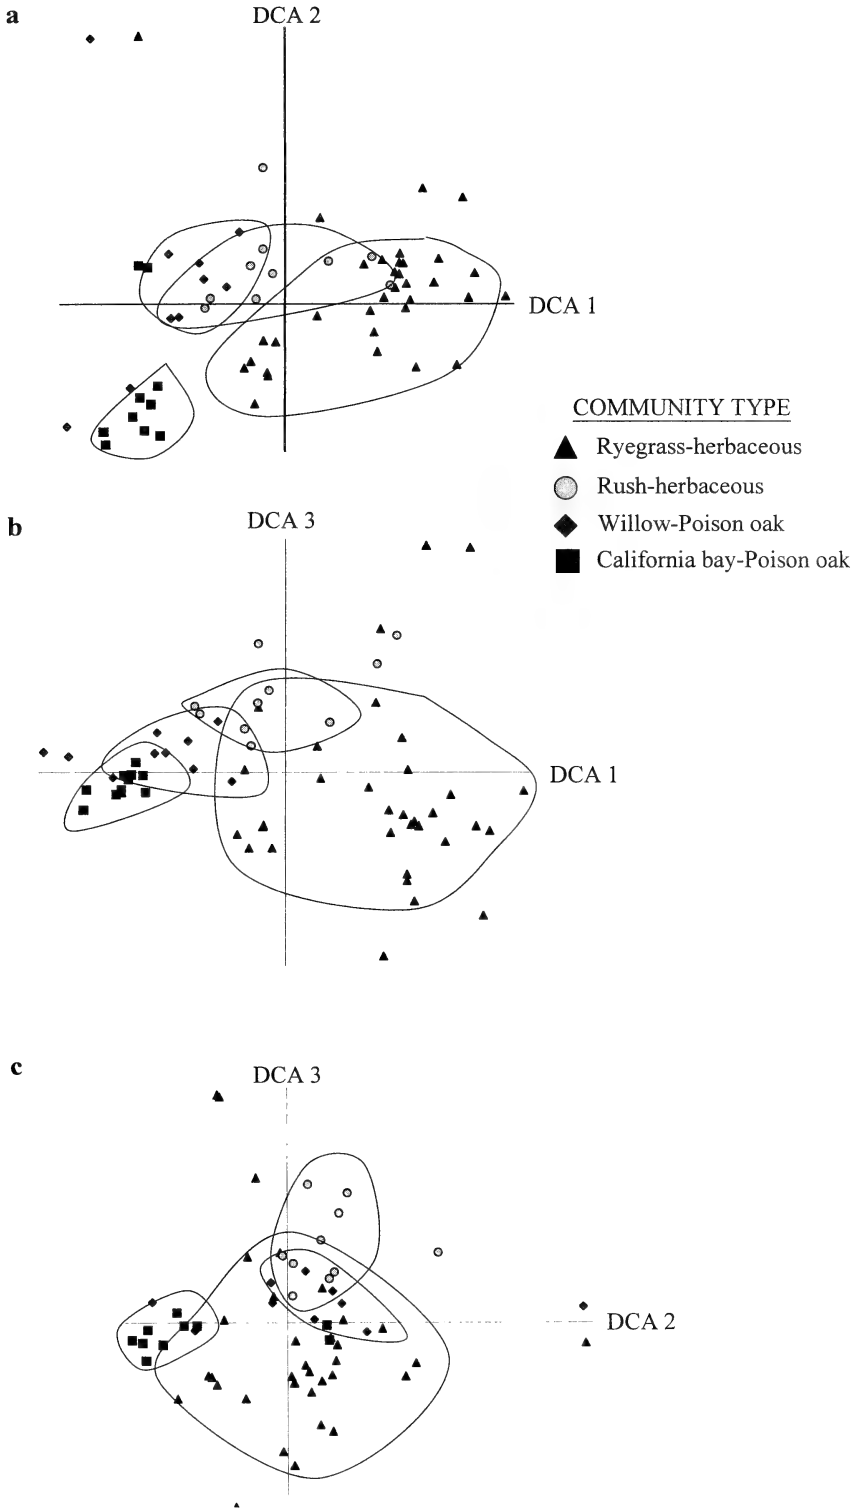 a
DCA 2
DCA 1
COMMUNITY TYPE
Ryegrass-herbaceous
Rush-herbaceous
Willow-Poison oak
California bay-Poison oak
b
DCA 3
DCA 1
c
DCA 3
DCA 2